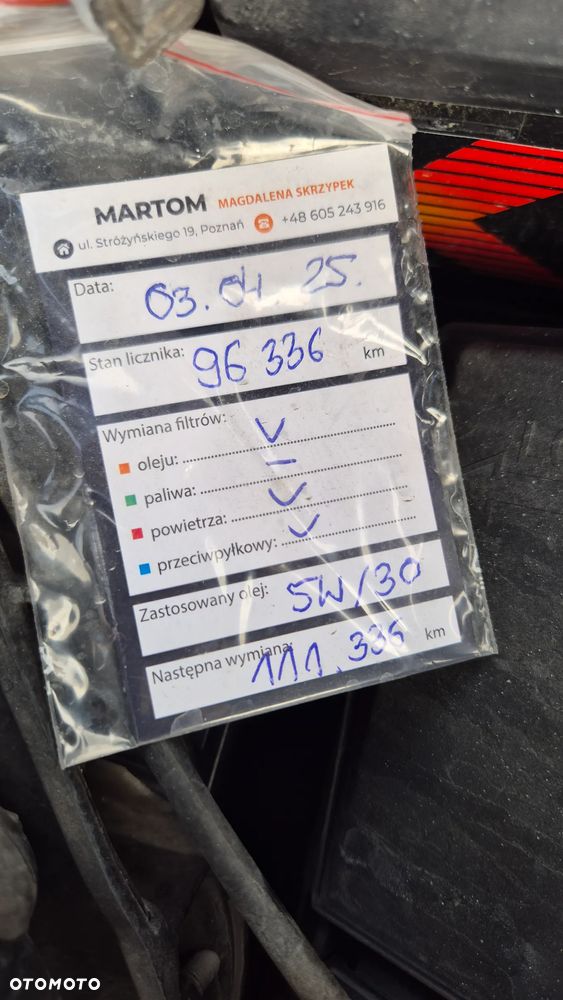 MARTOM MAGDALENA SKRZYPEK
ul. Stróżyńskiego 19, Poznań +48 605 243 916
Data: 03.04.25.
Stan licznika: 96 336 km
Wymiana filtrów:
oleju: ✓
paliwa: –
powietrza: ✓
przeciwpyłkowy: ✓
Zastosowany olej: 5W/30
Następna wymiana: 111.336 km
OTOMOTO